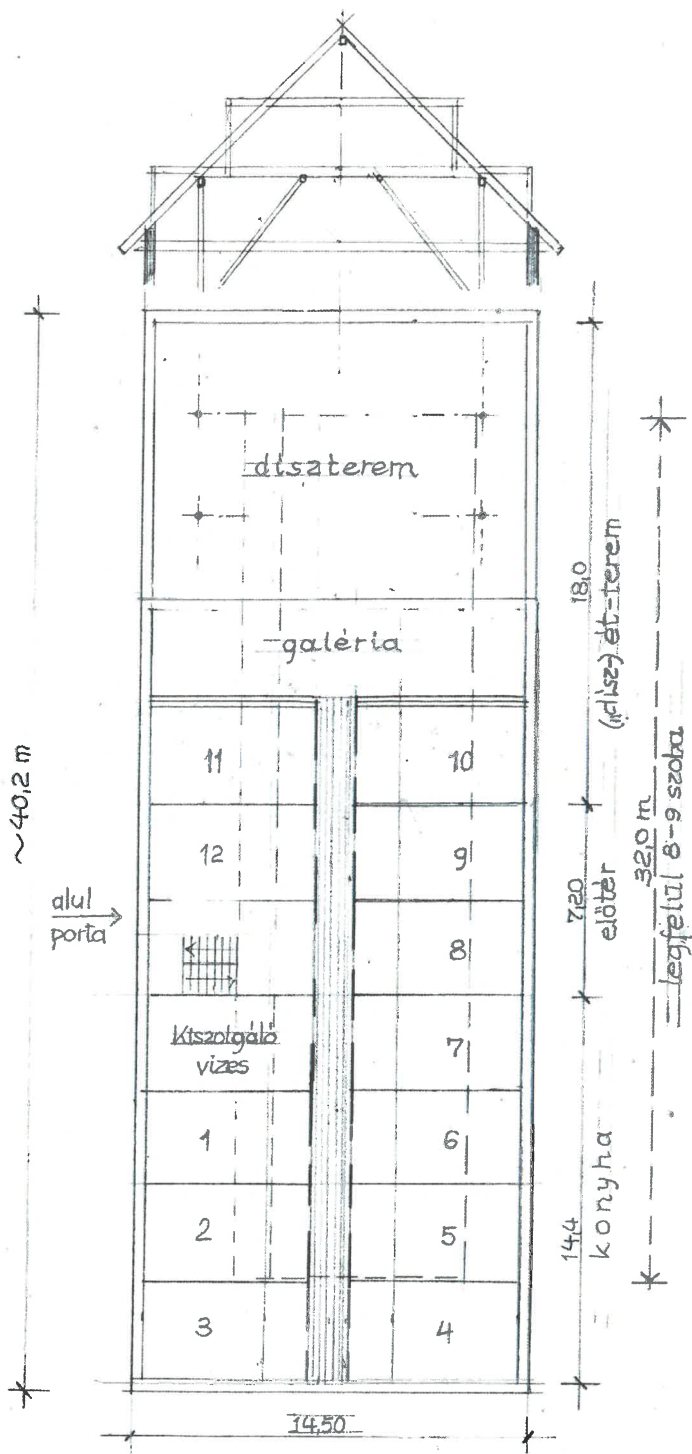 díszterem
galéria
11
10
12
9
8
Kiszolgáló
vizes
7
1
6
2
5
3
4
~40,2 m
alul
porta
18,0
("dísz-) ét-terem
7,20
előtér
14,4
= konyha
32,0 m
legfelül 8-9 szoba
14,50